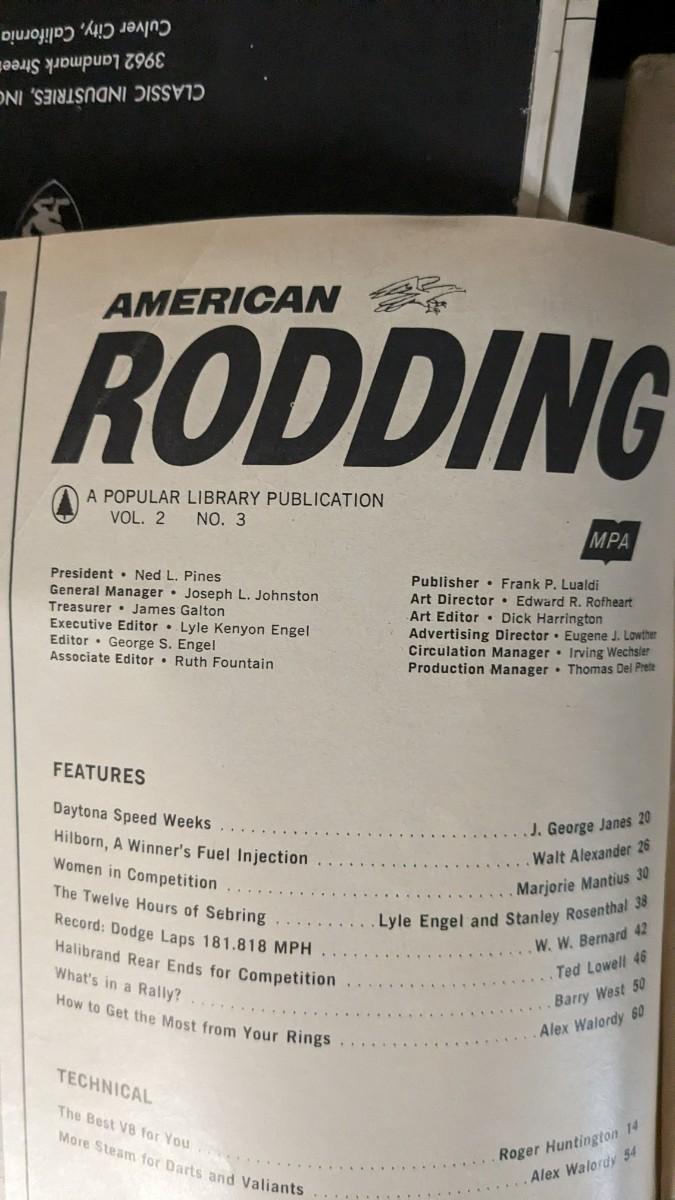 CLASSIC INDUSTRIES, INC
3962 Landmark Street
Culver City, California
AMERICAN
RODDING
A POPULAR LIBRARY PUBLICATION
VOL. 2 NO. 3
MPA
President • Ned L. Pines
General Manager • Joseph L. Johnston
Treasurer • James Galton
Executive Editor • Lyle Kenyon Engel
Editor • George S. Engel
Associate Editor • Ruth Fountain
Publisher • Frank P. Lualdi
Art Director • Edward R. Rofheart
Art Editor • Dick Harrington
Advertising Director • Eugene J. Lowther
Circulation Manager • Irving Wechsler
Production Manager • Thomas Del Prete
FEATURES
Daytona Speed Weeks ........ J. George Janes 20
Hilborn, A Winner's Fuel Injection ........ Walt Alexander 26
Women in Competition ........ Marjorie Mantius 30
The Twelve Hours of Sebring ........ Lyle Engel and Stanley Rosenthal 38
Record: Dodge Laps 181.818 MPH ........ W. W. Bernard 42
Halibrand Rear Ends for Competition ........ Ted Lowell 46
What's in a Rally? ........ Barry West 50
How to Get the Most from Your Rings ........ Alex Walordy 60
TECHNICAL
The Best V8 for You ........ Roger Huntington 14
More Steam for Darts and Valiants ........ Alex Walordy 54